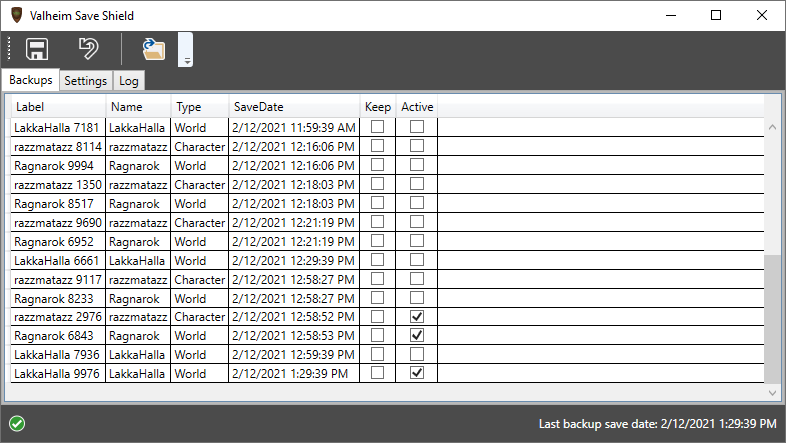 Valheim Save Shield
Backups Settings Log
Label Name Type SaveDate Keep Active
LakkaHalla 7181 LakkaHalla World 2/12/2021 11:59:39 AM
razzmatazz 8114 razzmatazz Character 2/12/2021 12:16:06 PM
Ragnarok 9994 Ragnarok World 2/12/2021 12:16:06 PM
razzmatazz 1350 razzmatazz Character 2/12/2021 12:18:03 PM
Ragnarok 8517 Ragnarok World 2/12/2021 12:18:03 PM
razzmatazz 9690 razzmatazz Character 2/12/2021 12:21:19 PM
Ragnarok 6952 Ragnarok World 2/12/2021 12:21:19 PM
LakkaHalla 6661 LakkaHalla World 2/12/2021 12:29:39 PM
razzmatazz 9117 razzmatazz Character 2/12/2021 12:58:27 PM
Ragnarok 8233 Ragnarok World 2/12/2021 12:58:27 PM
razzmatazz 2976 razzmatazz Character 2/12/2021 12:58:52 PM
Ragnarok 6843 Ragnarok World 2/12/2021 12:58:53 PM
LakkaHalla 7936 LakkaHalla World 2/12/2021 12:59:39 PM
LakkaHalla 9976 LakkaHalla World 2/12/2021 1:29:39 PM
Last backup save date: 2/12/2021 1:29:39 PM